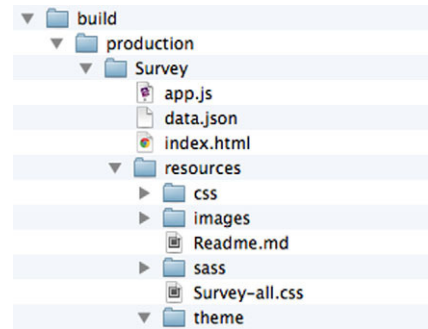 build
production
Survey
app.js
data.json
index.html
resources
css
images
Readme.md
sass
Survey-all.css
theme